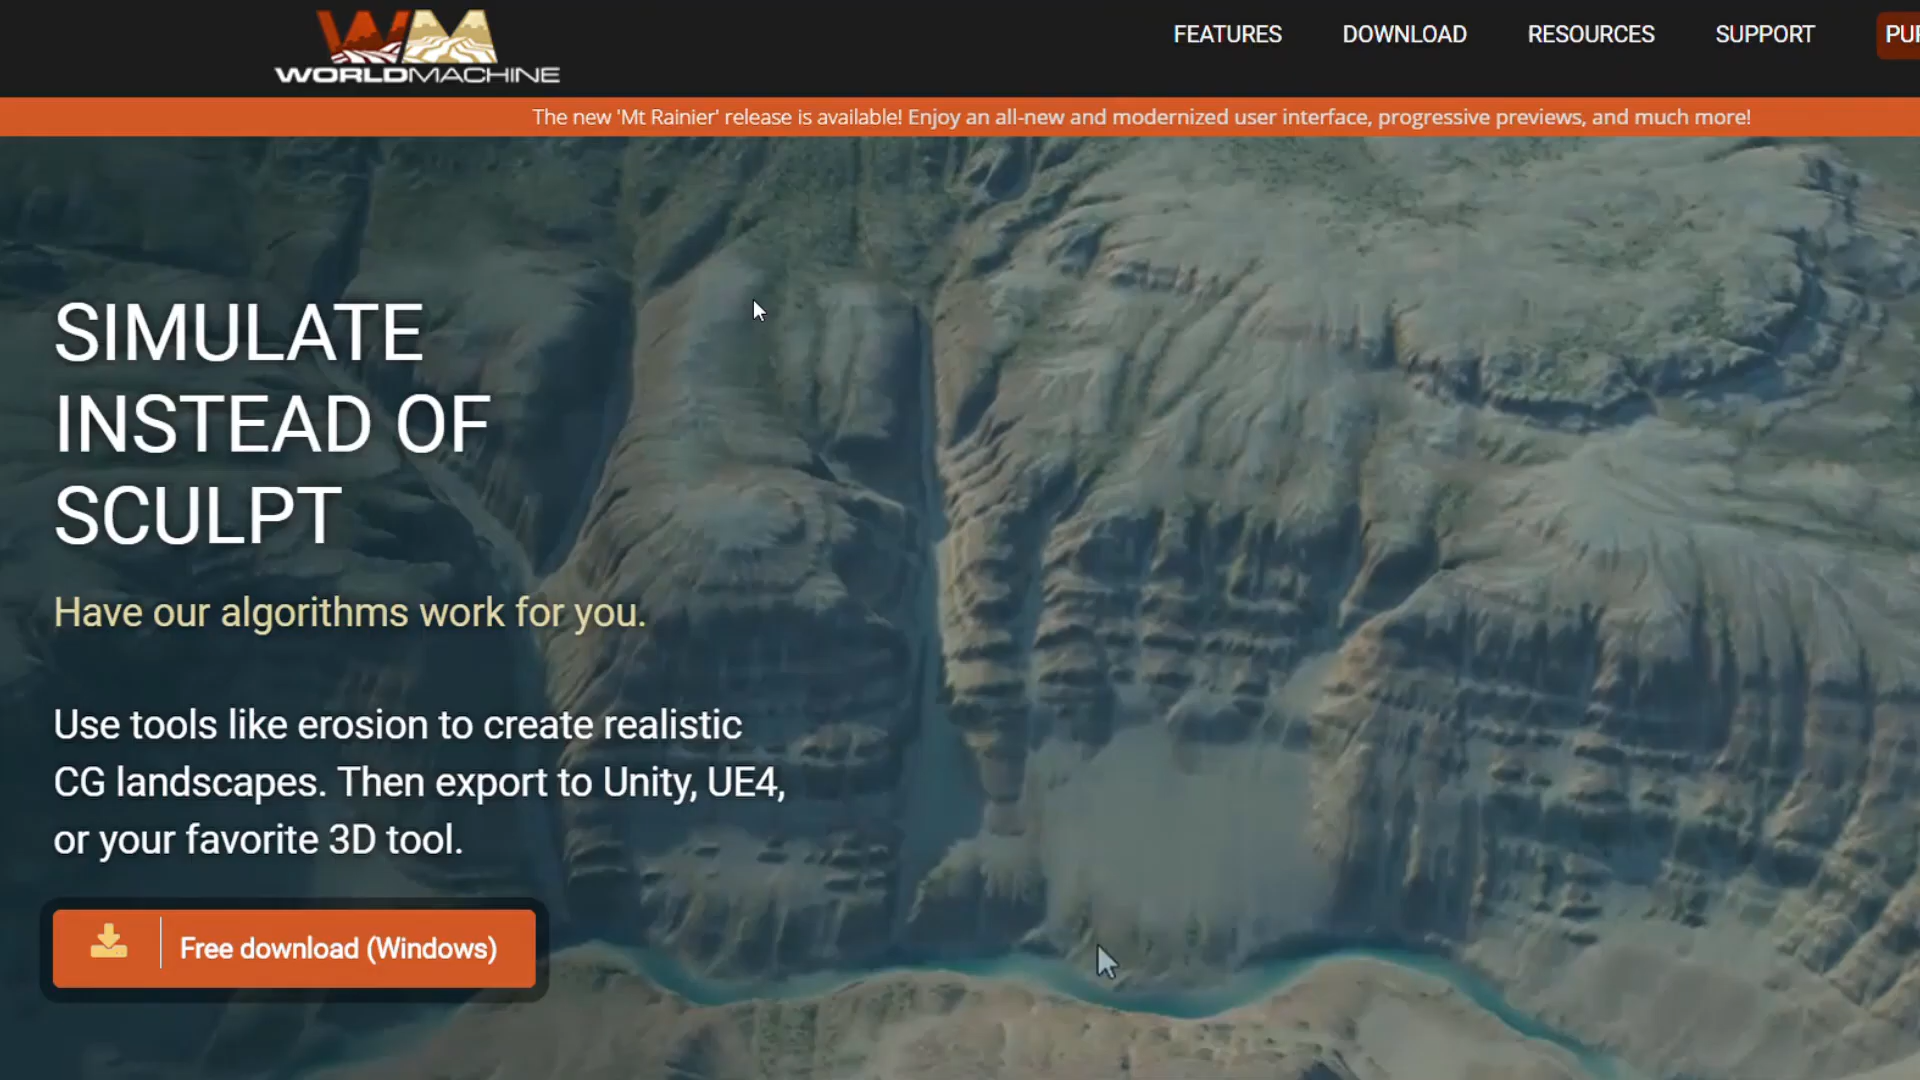 WM
WORLDMACHINE
FEATURES
DOWNLOAD
RESOURCES
SUPPORT
PU
The new 'Mt Rainier' release is available! Enjoy an all-new and modernized user interface, progressive previews, and much more!
SIMULATE
INSTEAD OF
SCULPT
Have our algorithms work for you.
Use tools like erosion to create realistic
CG landscapes. Then export to Unity, UE4,
or your favorite 3D tool.
Free download (Windows)